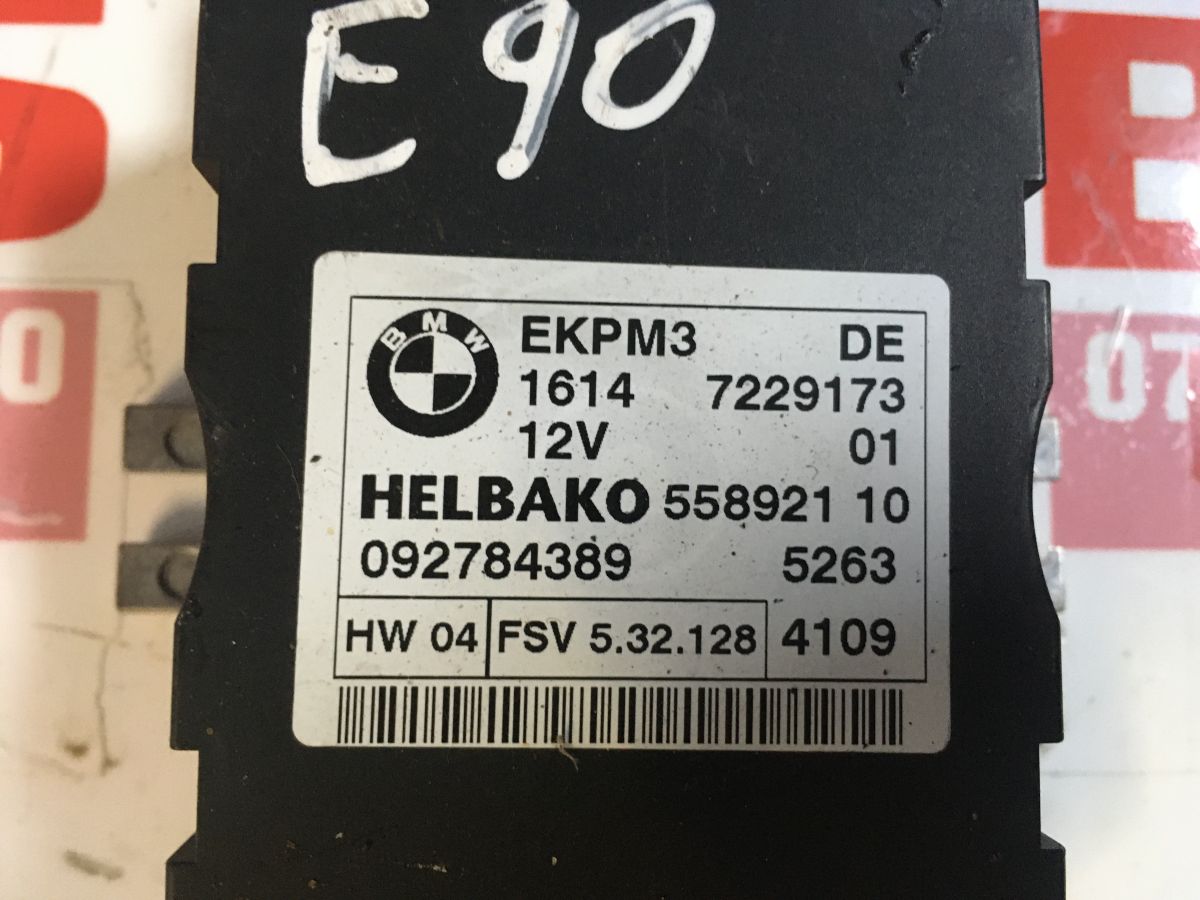 E90
BMW
EKPM3 DE
1614 7229173
12V 01
HELBAKO 558921 10
092784389 5263
HW 04 FSV 5.32.128 4109
07